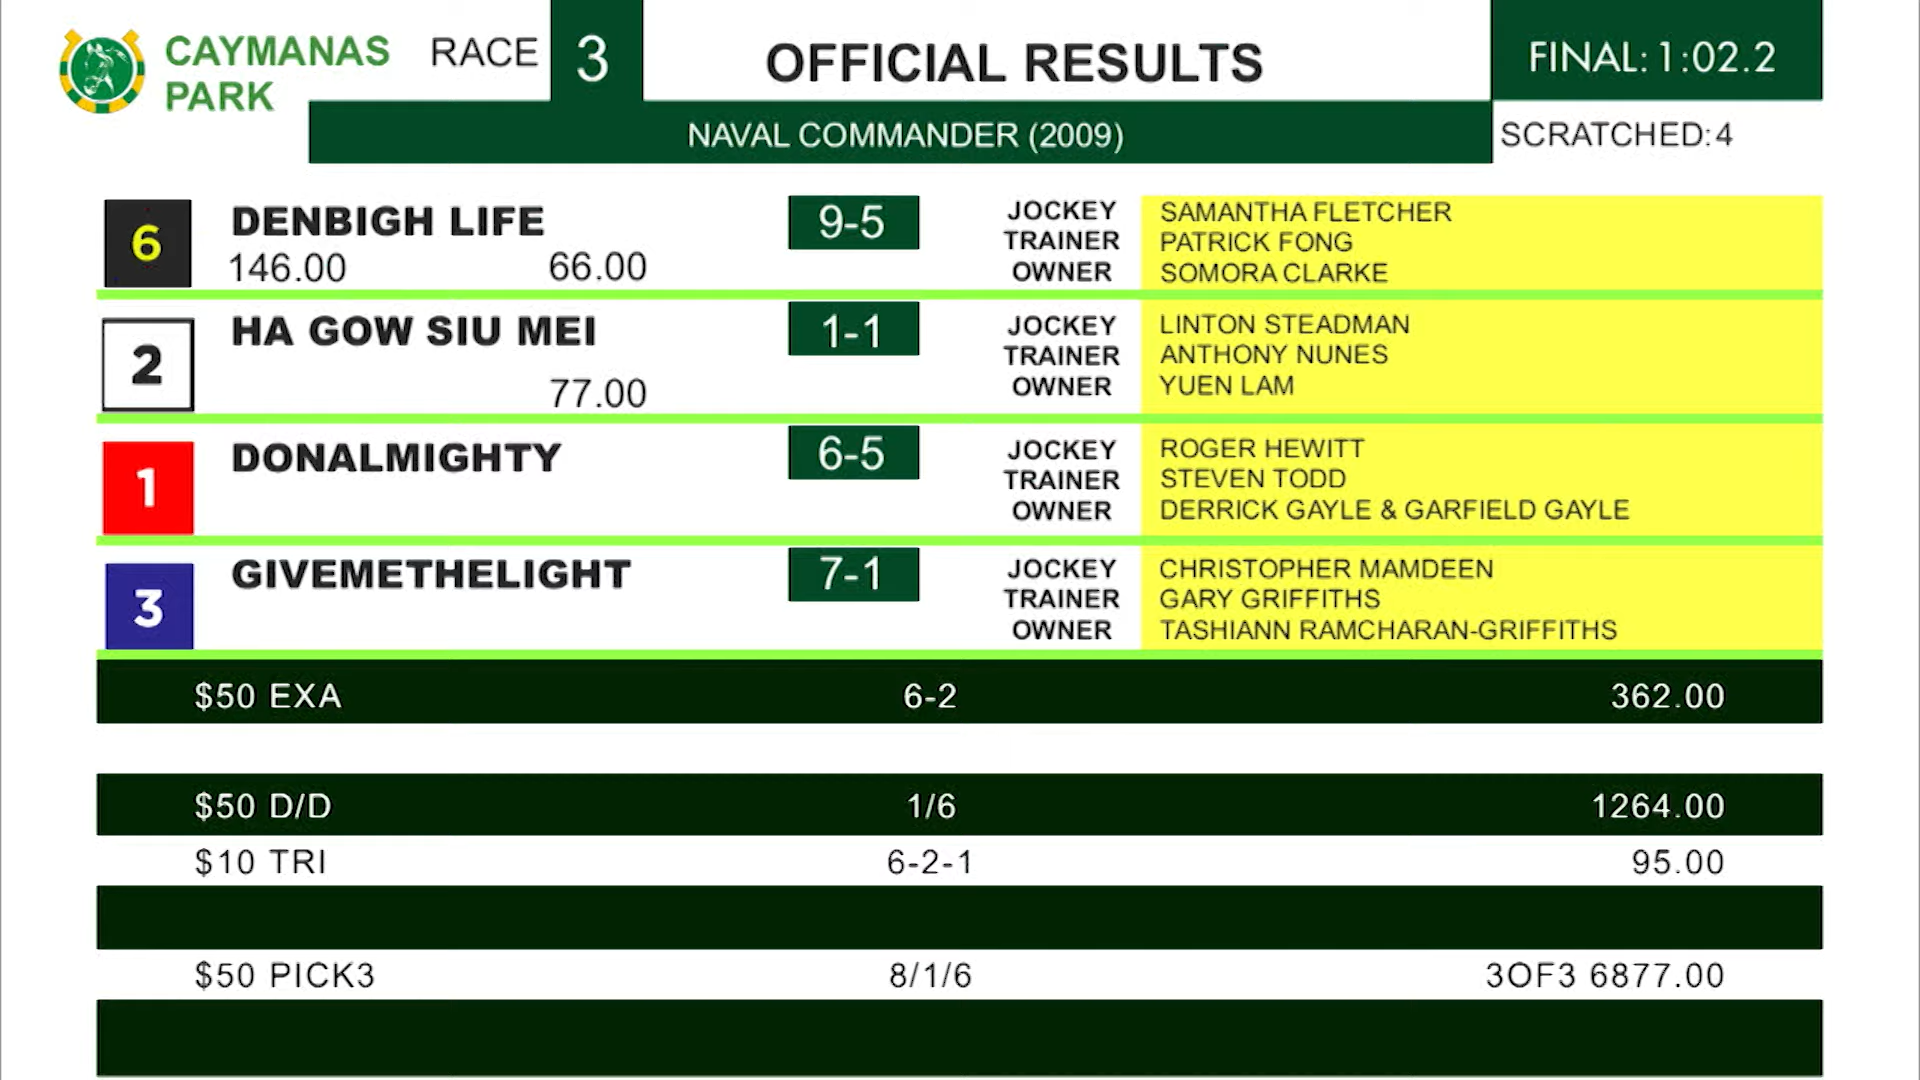 CAYMANAS
PARK
RACE 3
OFFICIAL RESULTS
FINAL: 1:02.2
NAVAL COMMANDER (2009)
SCRATCHED:4
6
DENBIGH LIFE
146.00 66.00
9-5
JOCKEY SAMANTHA FLETCHER
TRAINER PATRICK FONG
OWNER SOMORA CLARKE
2
HA GOW SIU MEI
77.00
1-1
JOCKEY LINTON STEADMAN
TRAINER ANTHONY NUNES
OWNER YUEN LAM
1
DONALMIGHTY
6-5
JOCKEY ROGER HEWITT
TRAINER STEVEN TODD
OWNER DERRICK GAYLE & GARFIELD GAYLE
3
GIVEMETHELIGHT
7-1
JOCKEY CHRISTOPHER MAMDEEN
TRAINER GARY GRIFFITHS
OWNER TASHIANN RAMCHARAN-GRIFFITHS
$50 EXA 6-2 362.00
$50 D/D 1/6 1264.00
$10 TRI 6-2-1 95.00
$50 PICK3 8/1/6 3OF3 6877.00